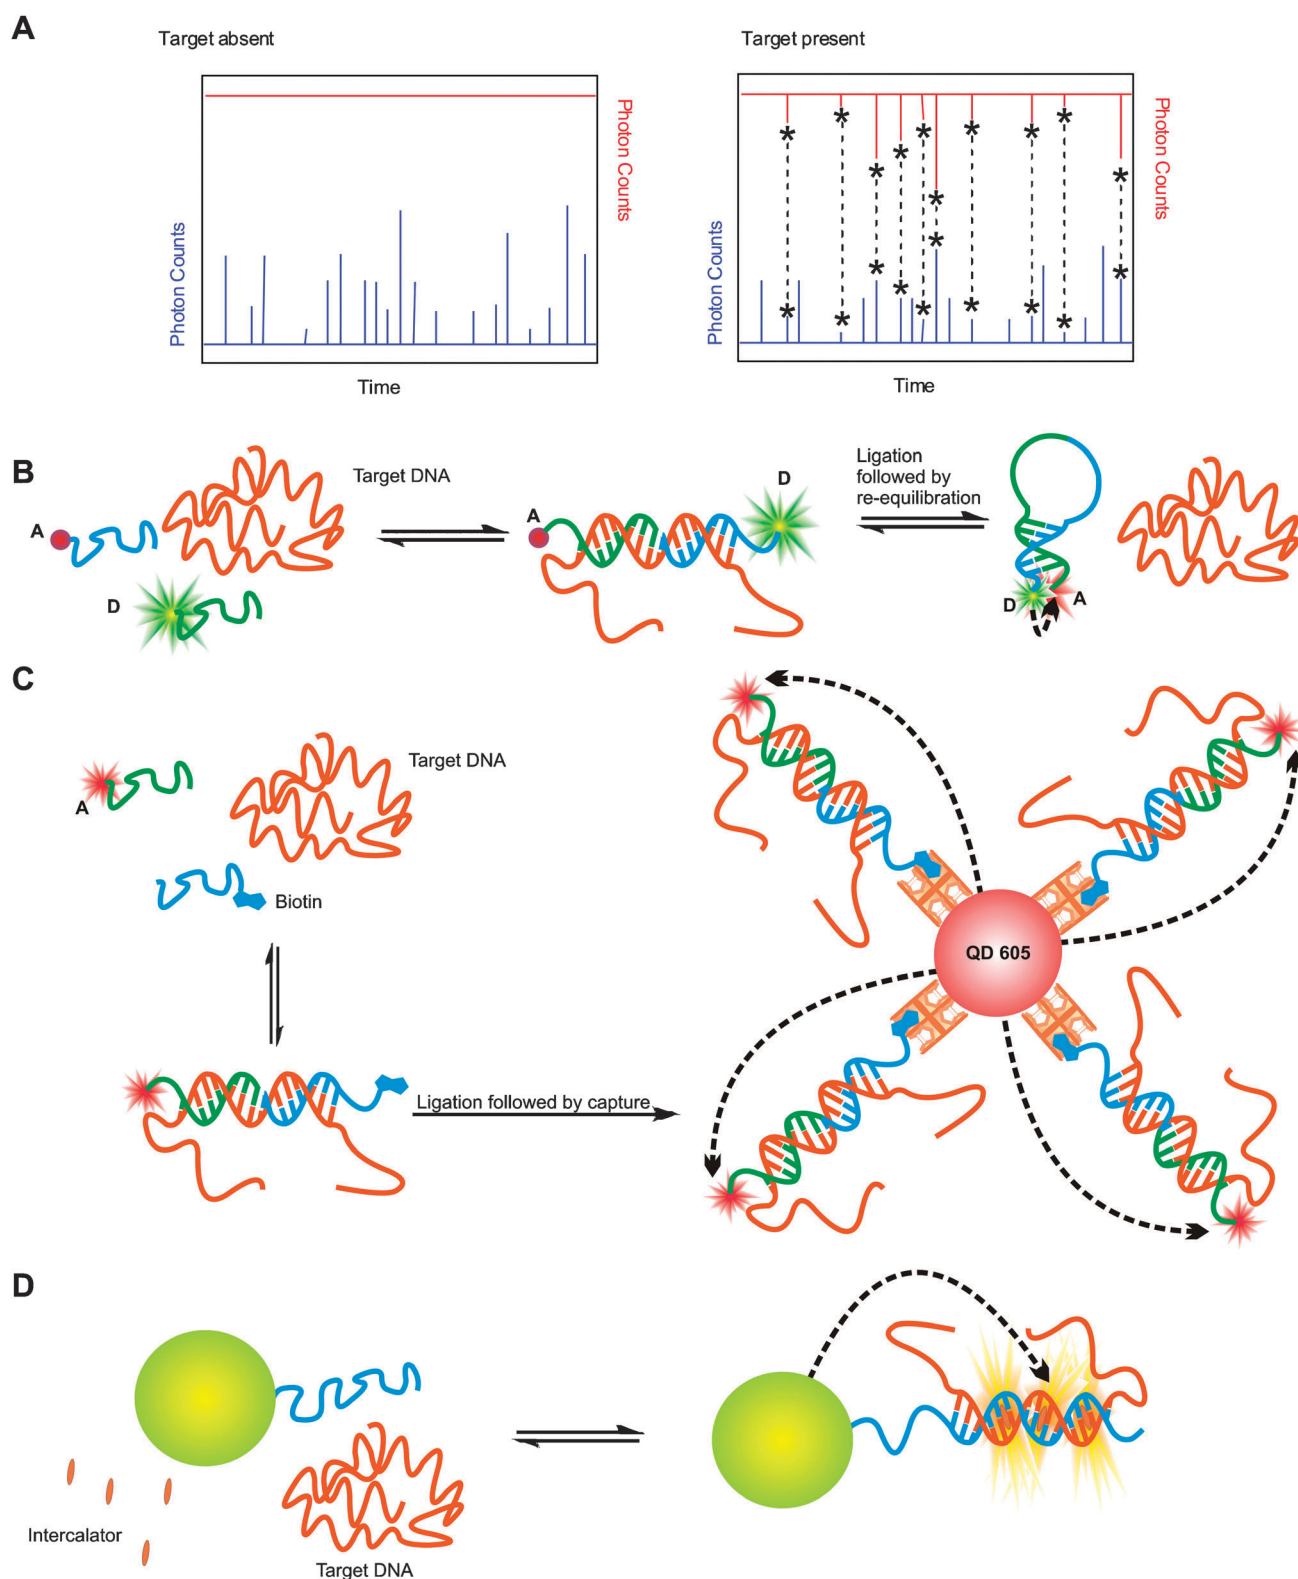 A
Target absent
Target present
Photon Counts
Photon Counts
Time
Photon Counts
Photon Counts
Time
B
A
D
Target DNA
A
D
Ligation
followed by
re-equilibration
D
A
C
A
Target DNA
Biotin
Ligation followed by capture
QD 605
D
Intercalator
Target DNA